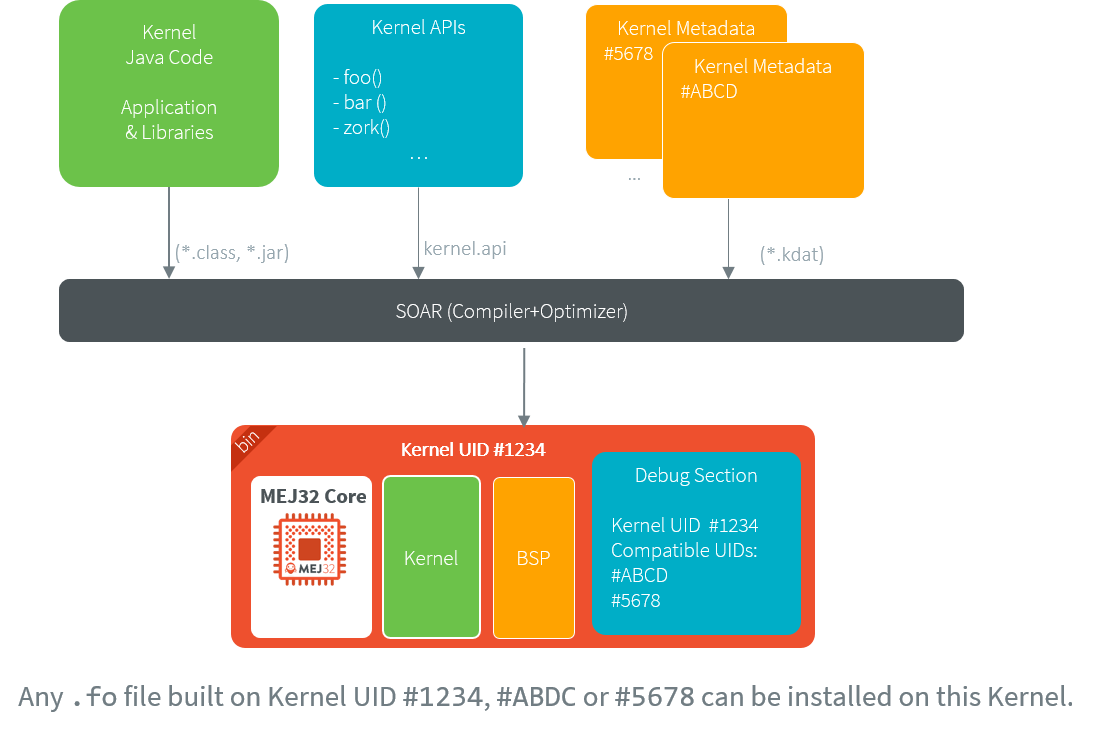 Kernel
Java Code
Application
& Libraries
Kernel APIs
- foo()
- bar ()
- zork()
...
Kernel Metadata
#5678
...
Kernel Metadata
#ABCD
(*.class, *.jar)
kernel.api
(*.kdat)
SOAR (Compiler+Optimizer)
bin
Kernel UID #1234
MEJ32 Core
MEJ32
Kernel
BSP
Debug Section
Kernel UID #1234
Compatible UIDs:
#ABCD
#5678
Any .fo file built on Kernel UID #1234, #ABDC or #5678 can be installed on this Kernel.